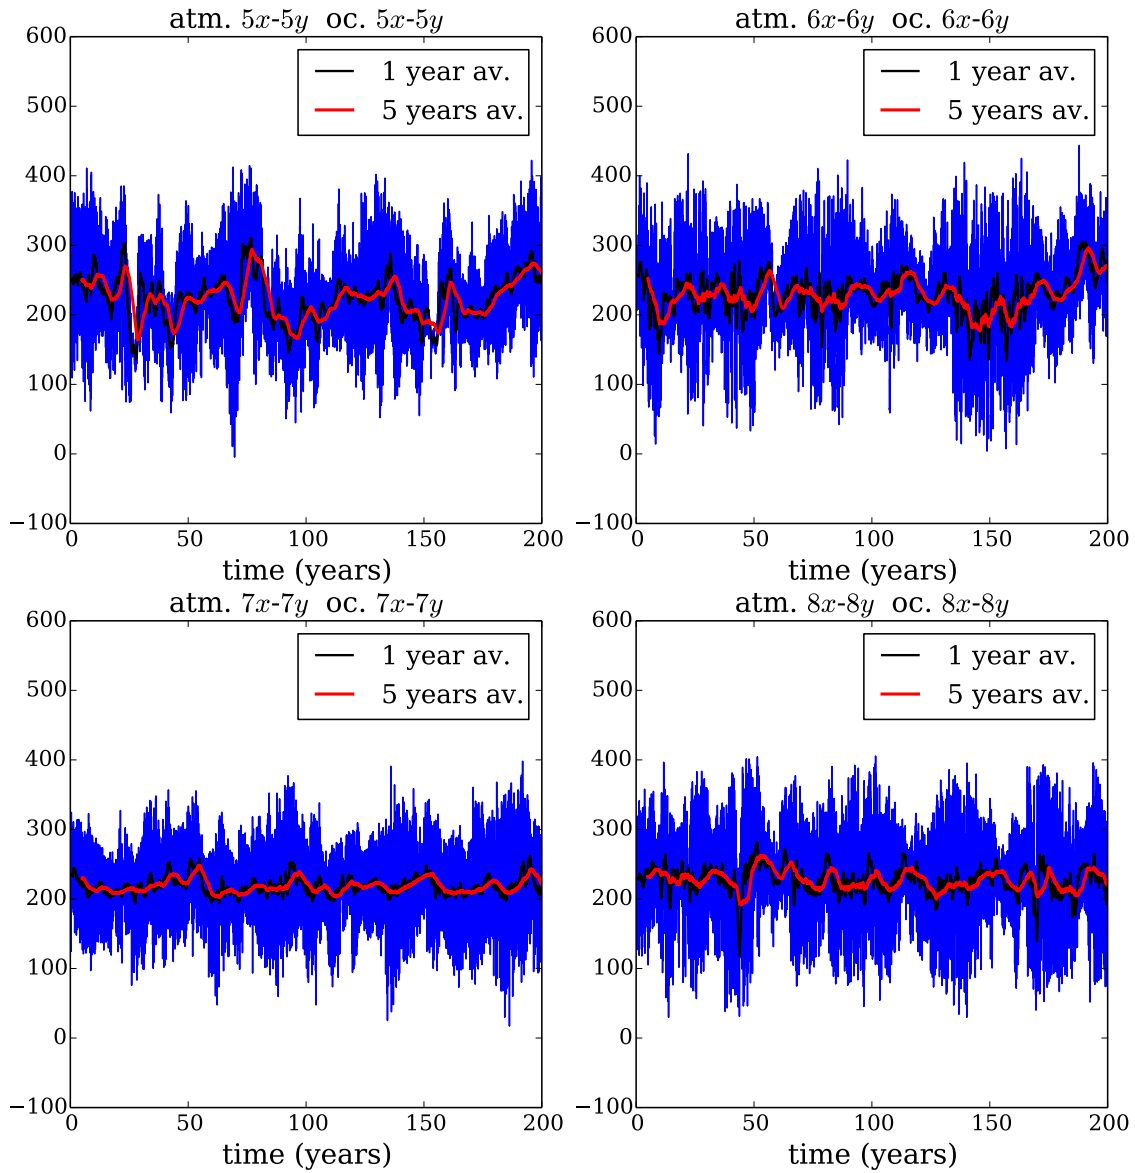 atm. 5x-5y oc. 5x-5y
600
500
400
300
200
100
0
−100
1 year av.
5 years av.
0 50 100 150 200
time (years)
atm. 6x-6y oc. 6x-6y
600
500
400
300
200
100
0
−100
1 year av.
5 years av.
0 50 100 150 200
time (years)
atm. 7x-7y oc. 7x-7y
600
500
400
300
200
100
0
−100
1 year av.
5 years av.
0 50 100 150 200
time (years)
atm. 8x-8y oc. 8x-8y
600
500
400
300
200
100
0
−100
1 year av.
5 years av.
0 50 100 150 200
time (years)